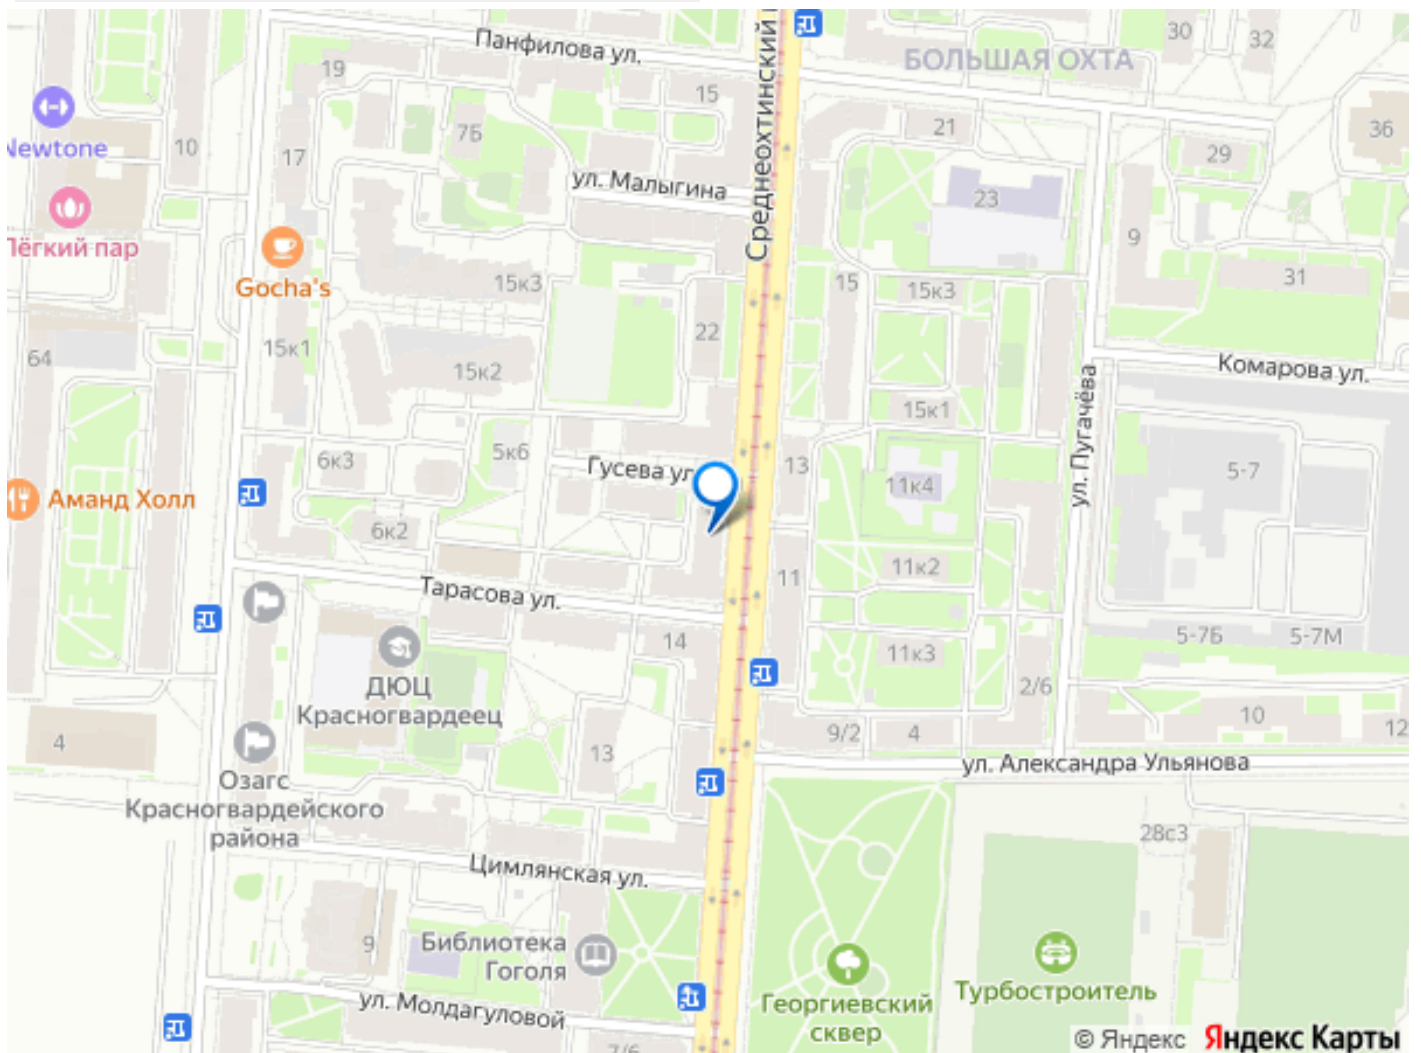 Панфилова ул.
Среднеохтинский
БОЛЬШАЯ ОХТА
30
32
19
15
7Б
21
36
Newtone
10
17
29
ул. Малыгина
23
9
Лёгкий пар
Gocha's
15к3
15
15к3
31
22
15к1
64
15к2
Комарова ул.
15к1
ул. Пугачёва
6к3
5к6
Гусева ул.
13
5-7
11к4
Аманд Холл
6к2
11к2
11
Тарасова ул.
14
11к3
5-7Б
5-7М
ДЮЦ
Красногвардеец
2/6
10
12
4
13
9/2
4
ул. Александра Ульянова
Озагс
Красногвардейского
района
28с3
Цимлянская ул.
9
Библиотека
Гоголя
Георгиевский
сквер
Турбостроитель
ул. Молдагуловой
7/6
© Яндекс Яндекс Карты